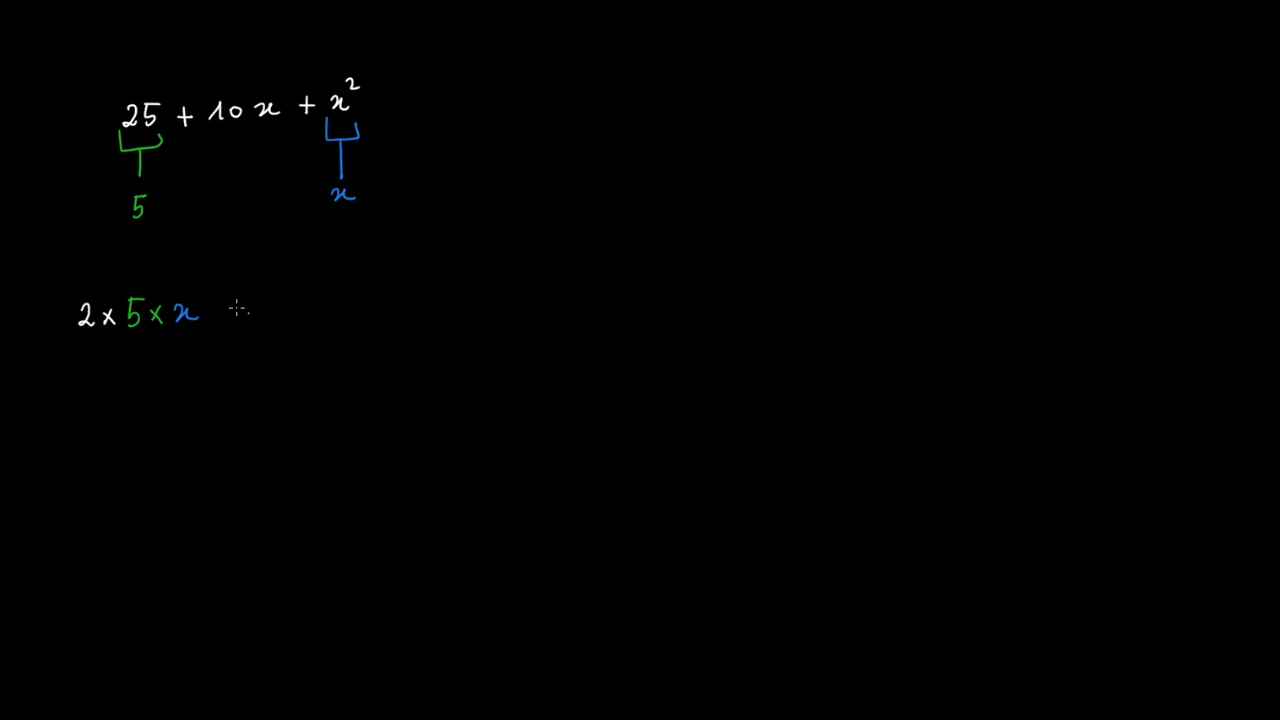 25 + 10x + x²
5 x
2 × 5 × x